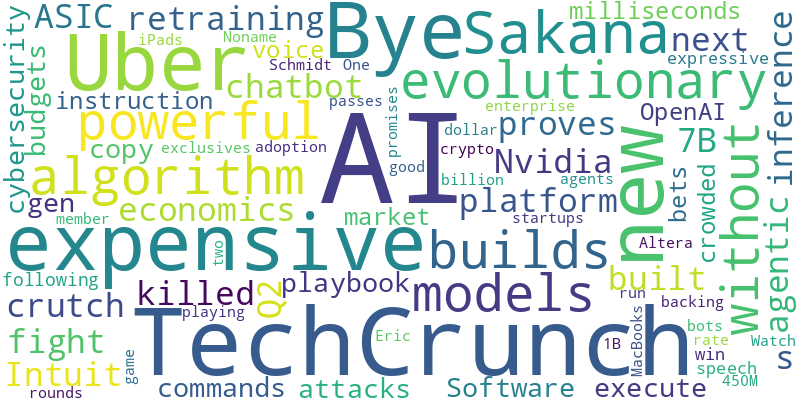 ASIC retraining Bye Sakana milliseconds
iPads Noname voice next
Uber Schmidt One expressive
cybersecurity budgets chatbot evolutionary
instruction passes promises enterprise OpenAI inference
powerful dollar proves 7B
copy exclusives adoption AI good crypto Nvidia new without
algorithm billion agents bets crowded
gen economics market platform
member startups
expensive two builds Altera agentic
following playbook built
crutch killed Q2 models run backing
playing TechCrunch MacBooks bots
fight Eric 1B rate Watch s
Intuit game win speech
rounds commands attacks Software execute 450M